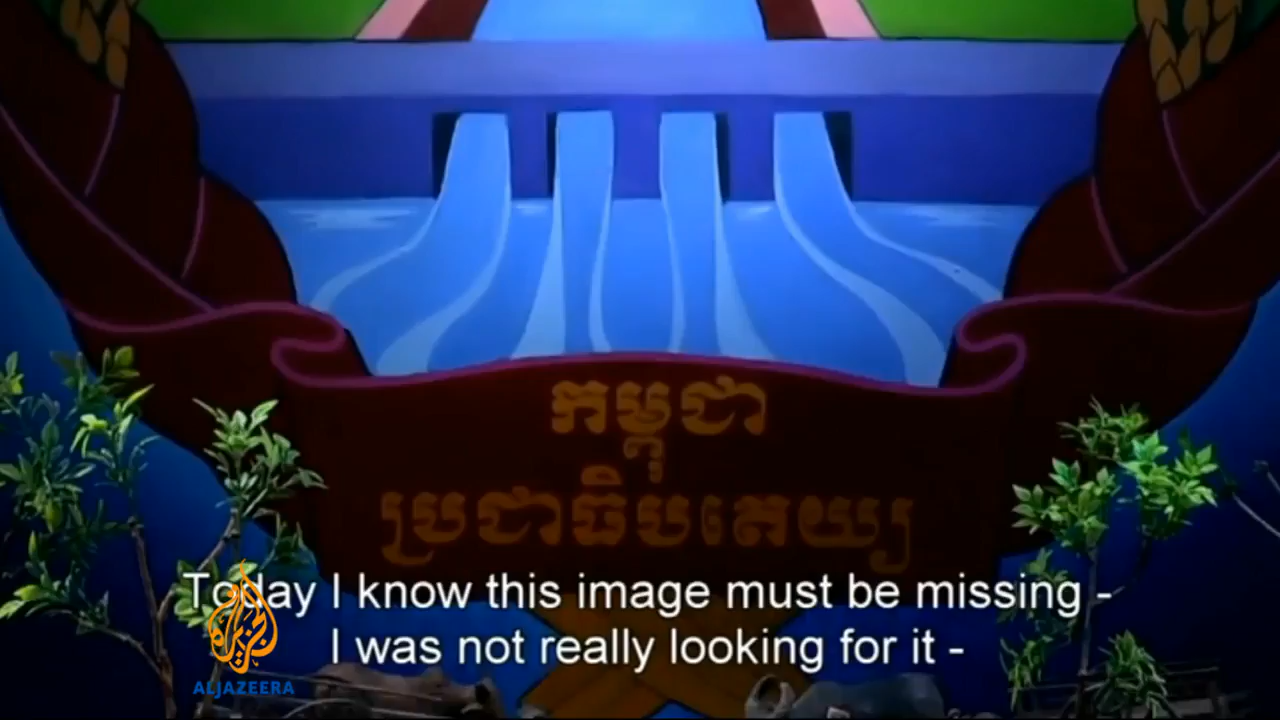 កម្ពុជា
ប្រជាធិបតេយ្យ
Today I know this image must be missing -
I was not really looking for it -
ALJAZEERA